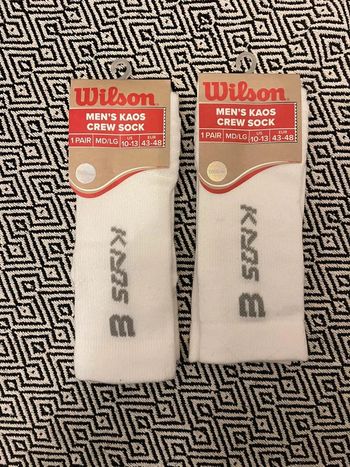 Wilson
MEN'S KAOS
CREW SOCK
1 PAIR MD/LG US 10-13 EUR 43-48
KAOS
Wilson
MEN'S KAOS
CREW SOCK
1 PAIR MD/LG US 10-13 EUR 43-48
KAOS